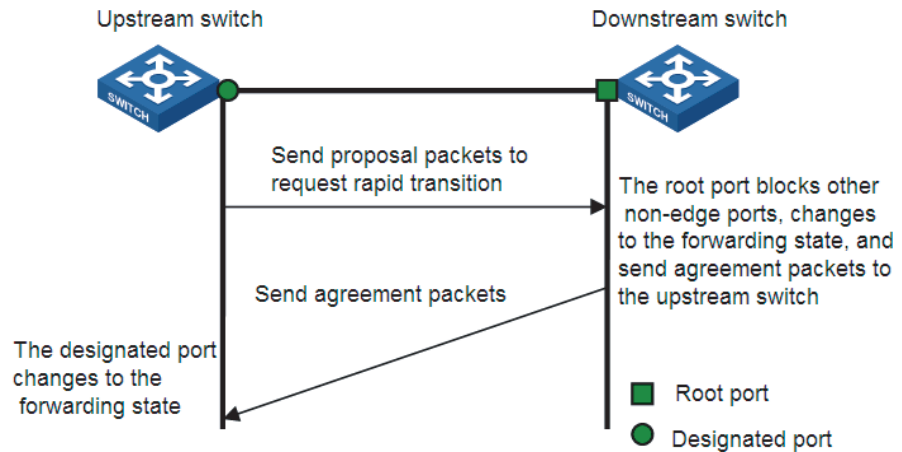 Upstream switch
Downstream switch
SWITCH
SWITCH
Send proposal packets to
request rapid transition
The root port blocks other
non-edge ports, changes
to the forwarding state, and
send agreement packets to
the upstream switch
Send agreement packets
The designated port
changes to the
forwarding state
Root port
Designated port